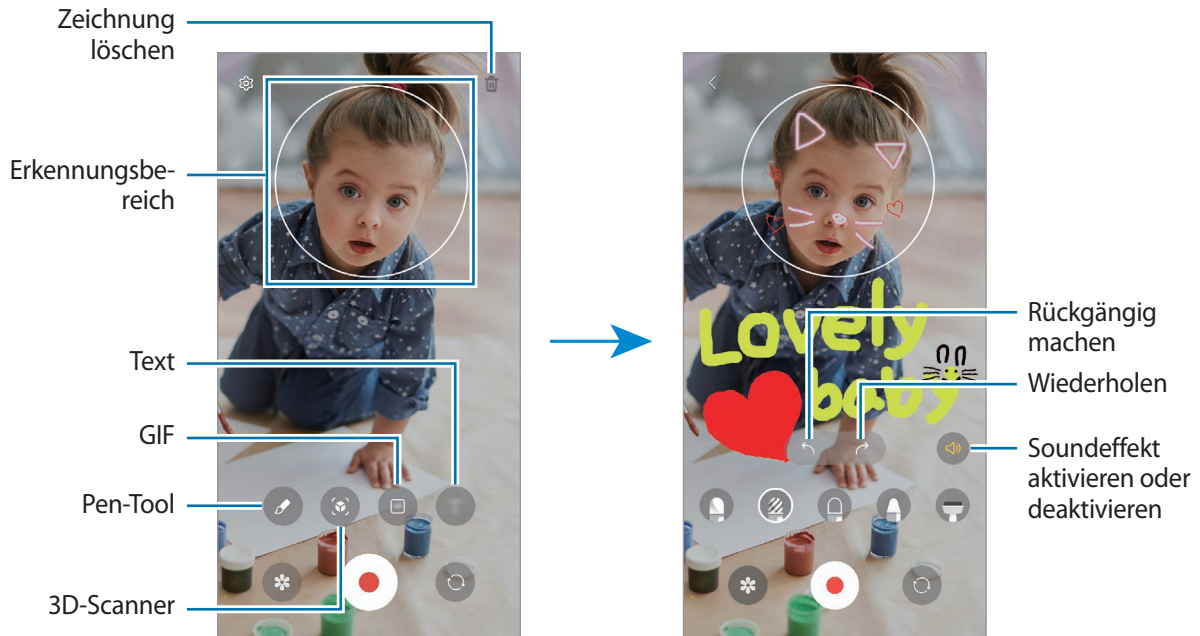 Zeichnung
löschen
Erkennungsbe-
reich
Text
GIF
Pen-Tool
3D-Scanner
Lovely
baby
Rückgängig
machen
Wiederholen
Soundeffekt
aktivieren oder
deaktivieren